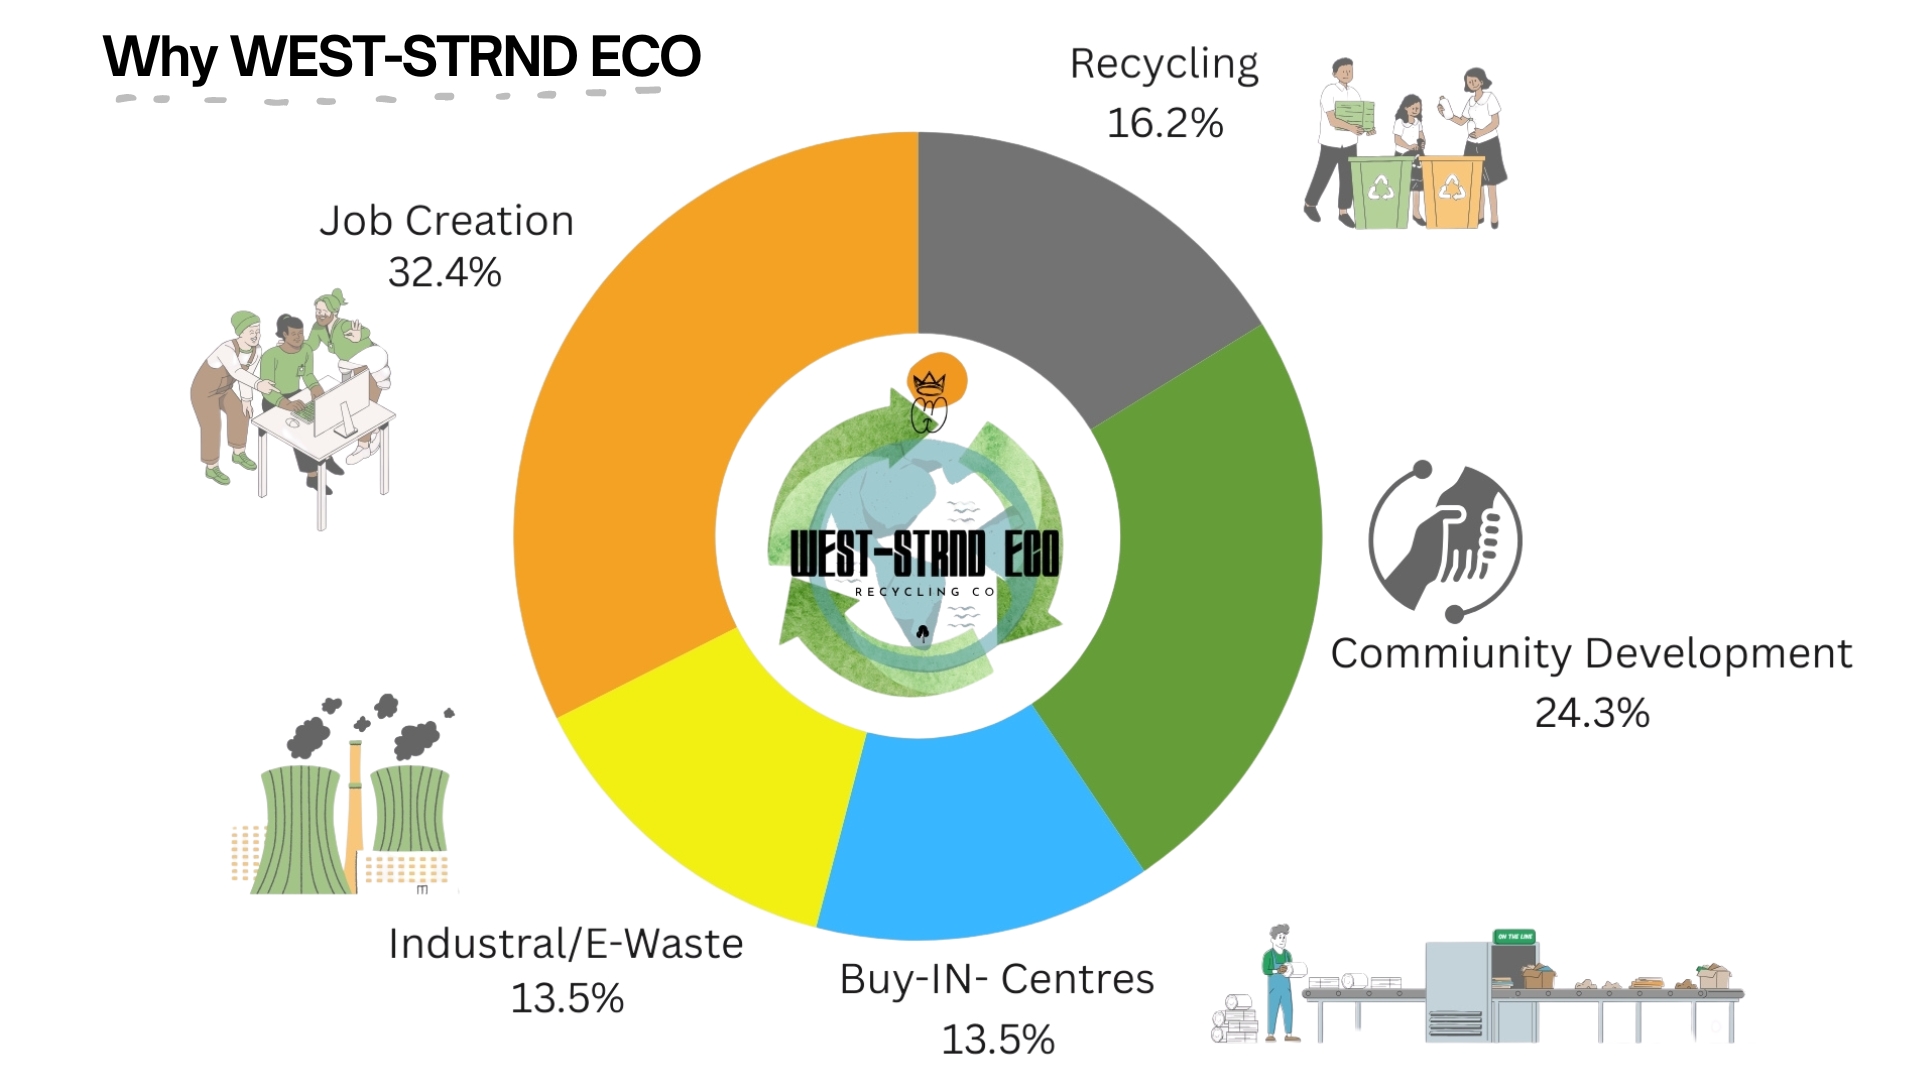 Why WEST-STRND ECO
Recycling
16.2%
Job Creation
32.4%
WEST-STRND ECO
RECYCLING CO
Commiunity Development
24.3%
Industral/E-Waste
13.5%
Buy-IN- Centres
13.5%
ON THE LINE